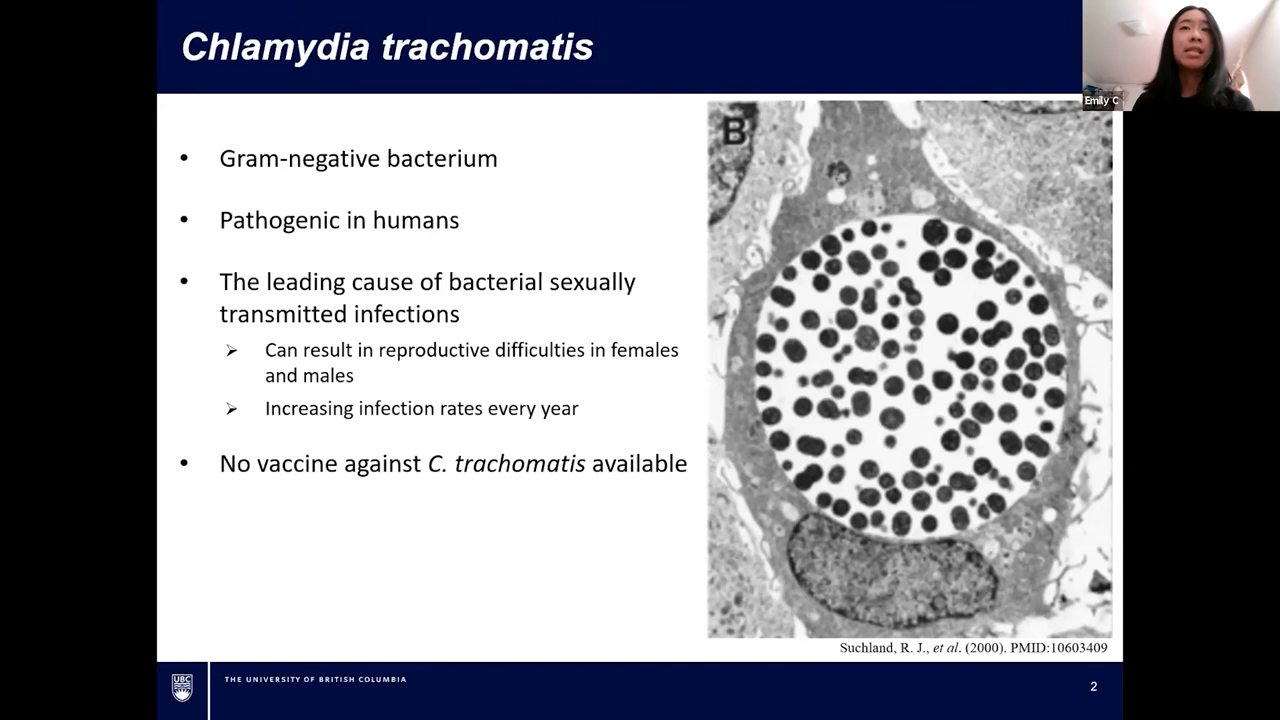 Chlamydia trachomatis
Emily C
B
• Gram-negative bacterium
• Pathogenic in humans
• The leading cause of bacterial sexually
transmitted infections
➢ Can result in reproductive difficulties in females
and males
➢ Increasing infection rates every year
• No vaccine against C. trachomatis available
Suchland, R. J., et al. (2000). PMID:10603409
UBC
THE UNIVERSITY OF BRITISH COLUMBIA
2